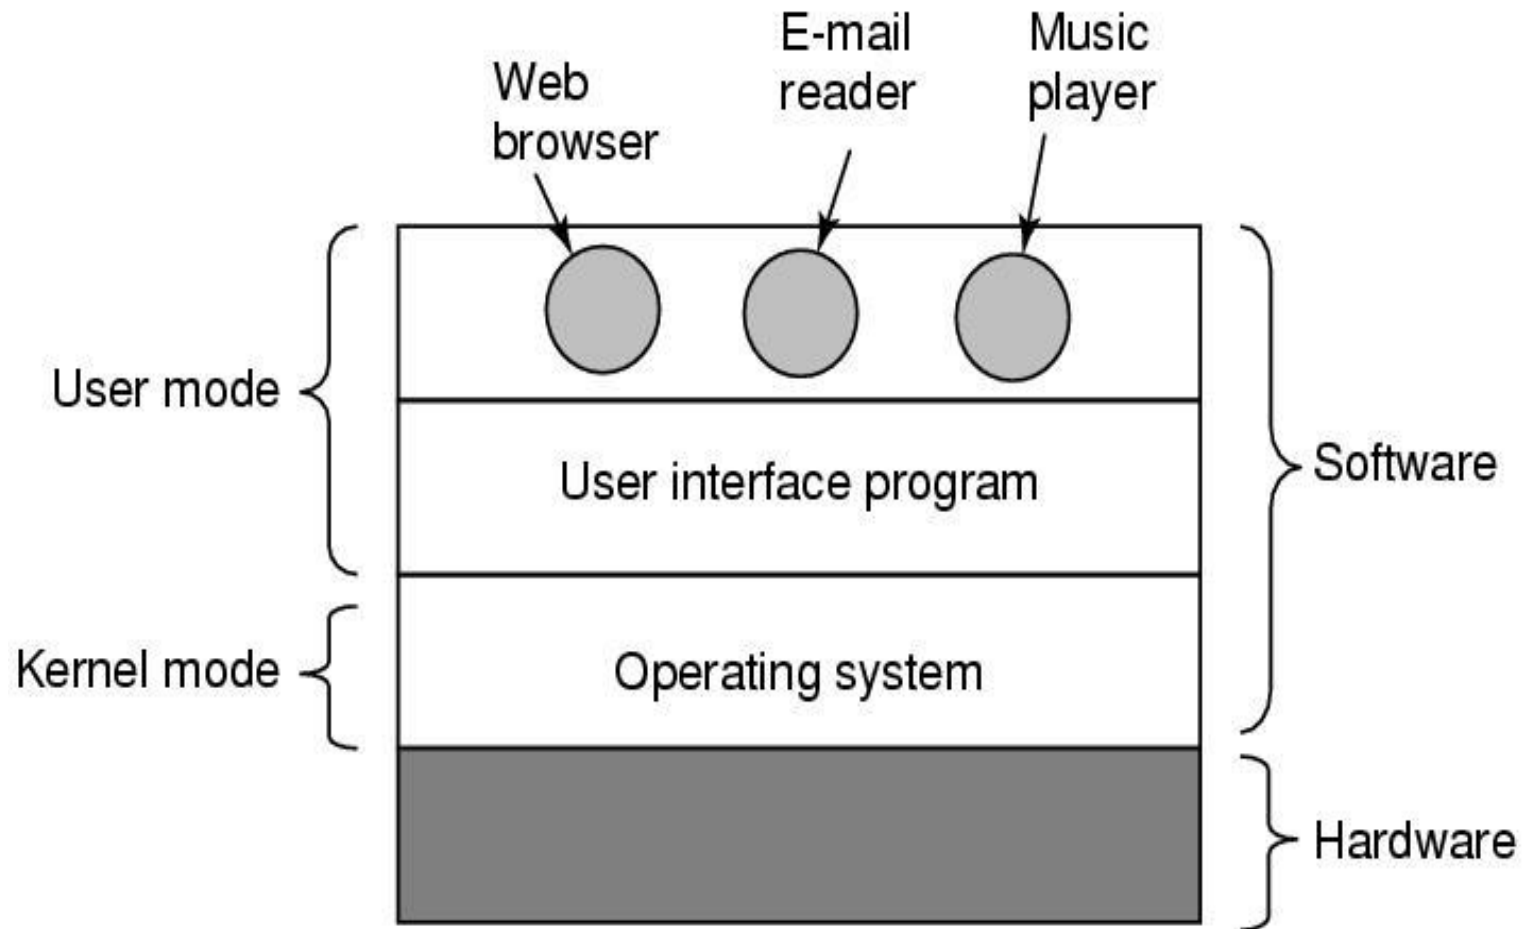 Web
browser
E-mail
reader
Music
player
User mode
User interface program
Software
Kernel mode
Operating system
Hardware